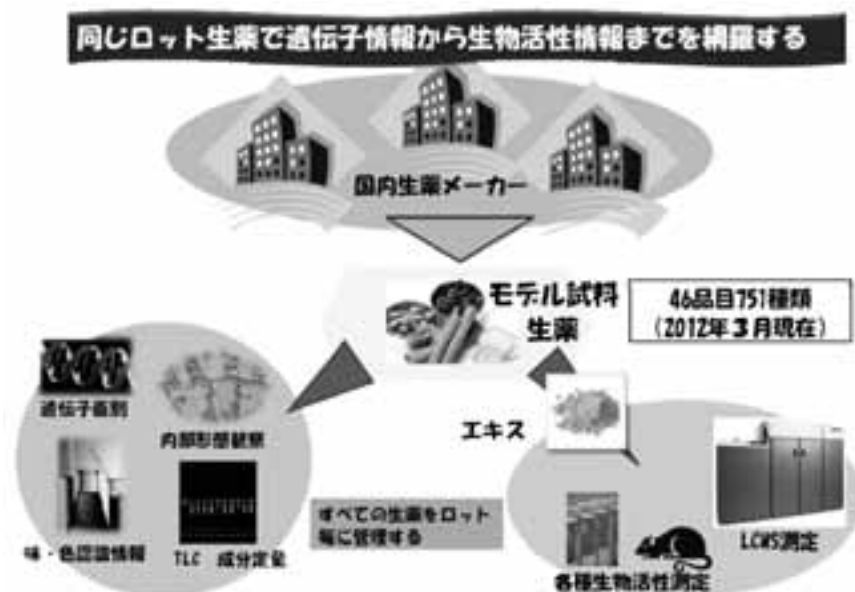 同じロット生薬で遺伝子情報から生物活性情報までを網羅する
国内生薬メーカー
モデル試料
生薬
46品目751種類
(2012年3月現在)
遺伝子鑑別
内部形態観察
エキス
味・色認識情報
TLC 成分定量
すべての生薬をロット
毎に管理する
LCMS測定
各種生物活性測定